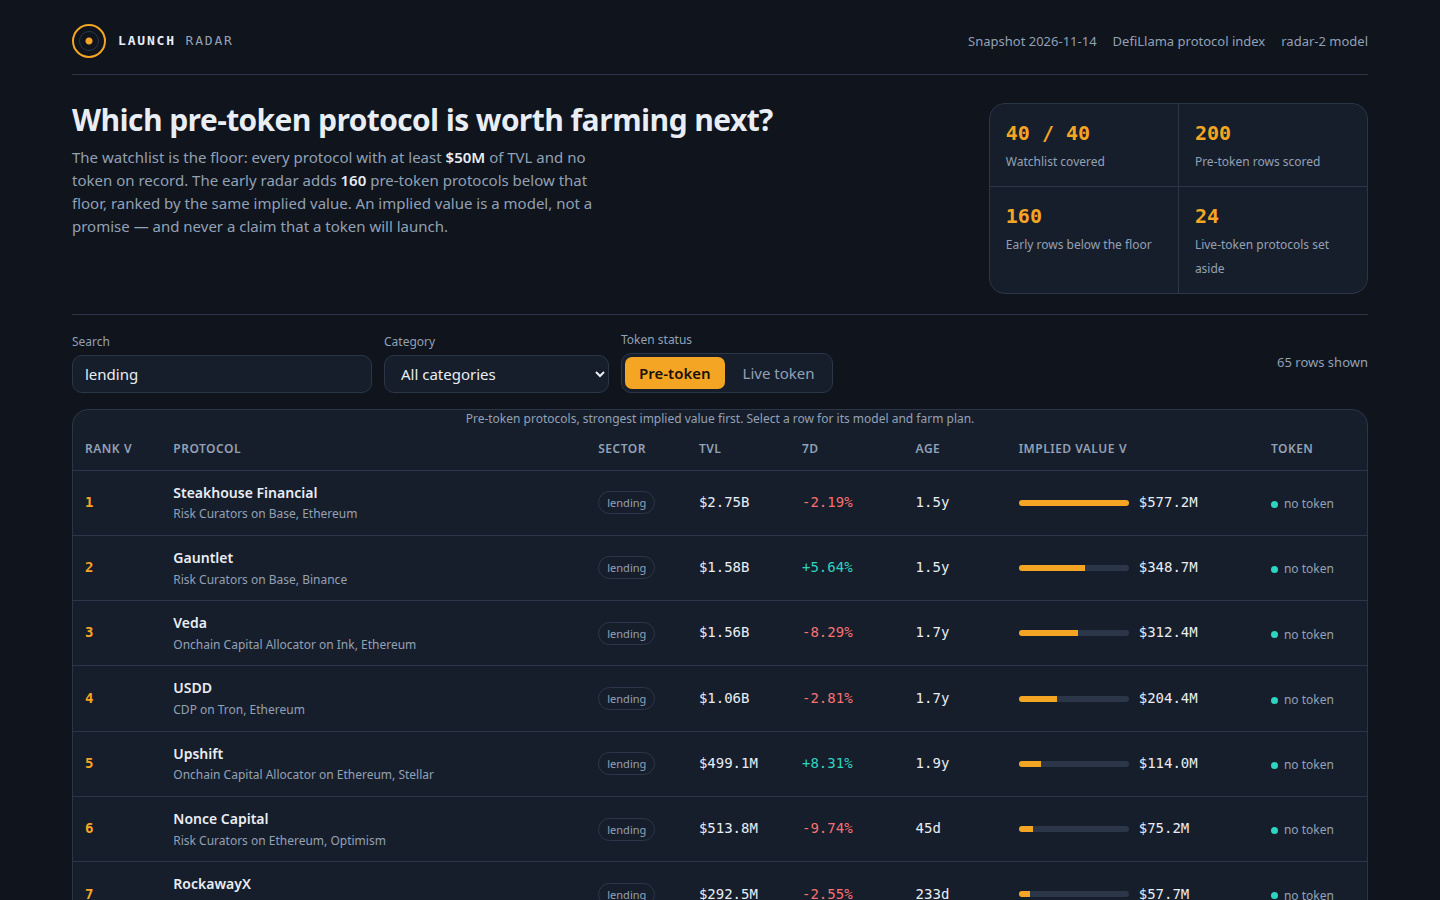 LAUNCH RADAR
Snapshot 2026-11-14 DefiLlama protocol index radar-2 model
Which pre-token protocol is worth farming next?
The watchlist is the floor: every protocol with at least $50M of TVL and no
token on record. The early radar adds 160 pre-token protocols below that
floor, ranked by the same implied value. An implied value is a model, not a
promise — and never a claim that a token will launch.
40 / 40
Watchlist covered
200
Pre-token rows scored
160
Early rows below the floor
24
Live-token protocols set
aside
Search
lending
Category
All categories
Token status
Pre-token Live token
65 rows shown
Pre-token protocols, strongest implied value first. Select a row for its model and farm plan.
RANK V PROTOCOL SECTOR TVL 7D AGE IMPLIED VALUE V TOKEN
1 Steakhouse Financial lending $2.75B -2.19% 1.5y $577.2M no token
Risk Curators on Base, Ethereum
2 Gauntlet lending $1.58B +5.64% 1.5y $348.7M no token
Risk Curators on Base, Binance
3 Veda lending $1.56B -8.29% 1.7y $312.4M no token
Onchain Capital Allocator on Ink, Ethereum
4 USDD lending $1.06B -2.81% 1.7y $204.4M no token
CDP on Tron, Ethereum
5 Upshift lending $499.1M +8.31% 1.9y $114.0M no token
Onchain Capital Allocator on Ethereum, Stellar
6 Nonce Capital lending $513.8M -9.74% 45d $75.2M no token
Risk Curators on Ethereum, Optimism
7 RockawayX lending $292.5M -2.55% 233d $57.7M no token